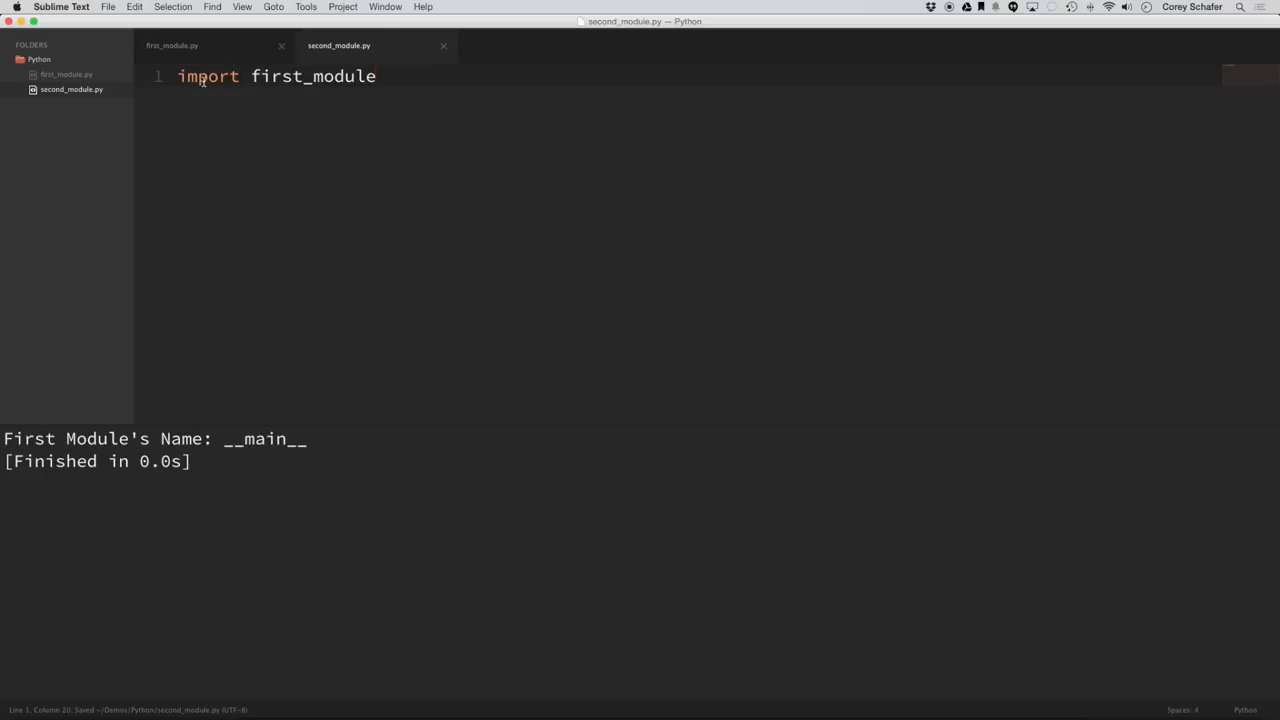 Sublime Text File Edit Selection Find View Goto Tools Project Window Help Corey Schafer
second_module.py — Python
FOLDERS
Python
first_module.py
second_module.py
first_module.py second_module.py
1 import first_module
First Module's Name: __main__
[Finished in 0.0s]
Line 1, Column 20; Saved ~/Demos/Python/second_module.py (UTF-8) Spaces: 4 Python